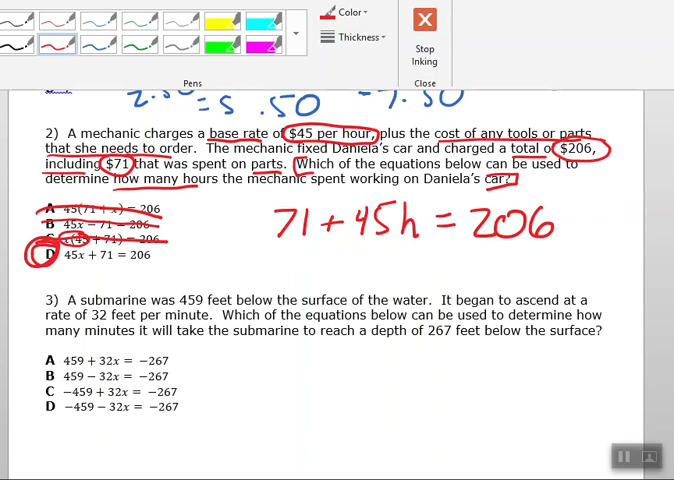 Color
Thickness
Stop
Inking
Pens
Close
= 5.50
-7.50
2) A mechanic charges a base rate of $45 per hour, plus the cost of any tools or parts
that she needs to order. The mechanic fixed Daniela's car and charged a total of $206,
including $71 that was spent on parts. Which of the equations below can be used to
determine how many hours the mechanic spent working on Daniela's car?
A 45(71 + x) = 206
B 45x − 71 = 206
C x(45 + 71) = 206
D 45x + 71 = 206
71 + 45h = 206
3) A submarine was 459 feet below the surface of the water. It began to ascend at a
rate of 32 feet per minute. Which of the equations below can be used to determine how
many minutes it will take the submarine to reach a depth of 267 feet below the surface?
A 459 + 32x = −267
B 459 − 32x = −267
C −459 + 32x = −267
D −459 − 32x = −267